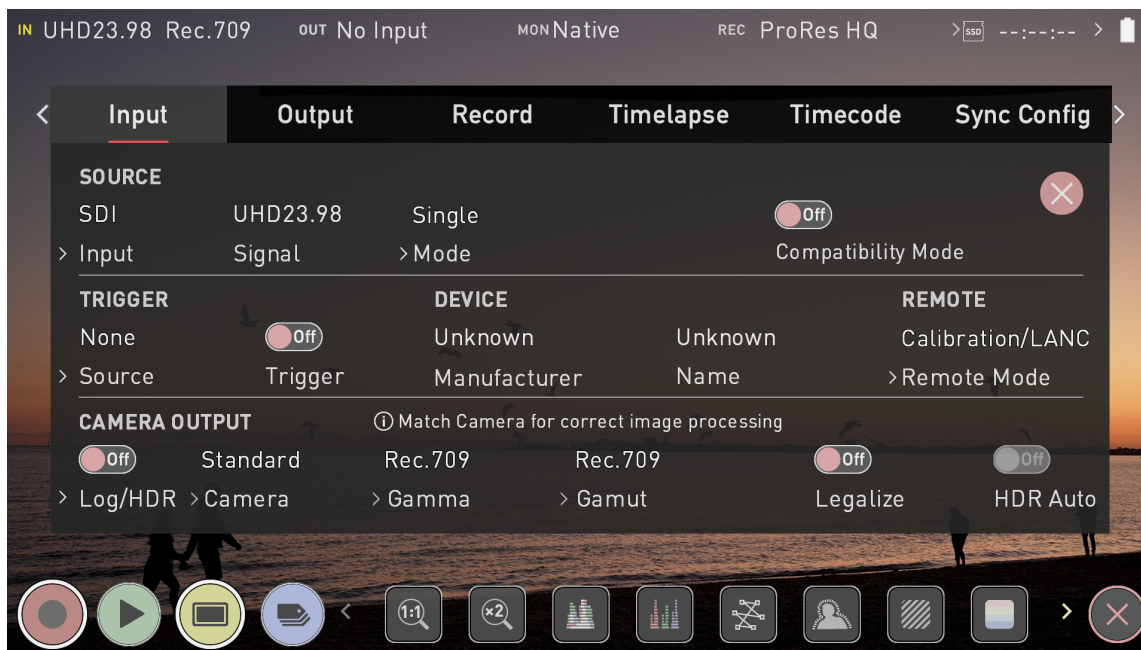 IN UHD23.98 Rec.709 OUT No Input MON Native REC ProRes HQ >SSD --:--:-- >
< Input Output Record Timelapse Timecode Sync Config >
SOURCE
SDI UHD23.98 Single Off
> Input Signal > Mode Compatibility Mode
TRIGGER DEVICE REMOTE
None Off Unknown Unknown Calibration/LANC
> Source Trigger Manufacturer Name > Remote Mode
CAMERA OUTPUT Match Camera for correct image processing
Off Standard Rec.709 Rec.709 Off Off
> Log/HDR > Camera > Gamma > Gamut Legalize HDR Auto
< 1:1 ×2 >